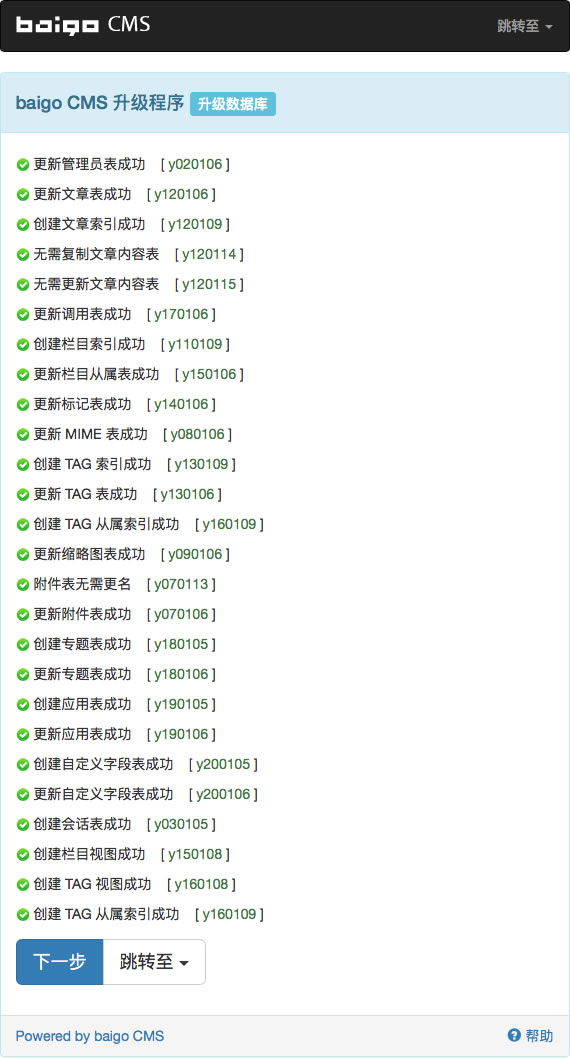 baigo CMS
跳转至
baigo CMS 升级程序 升级数据库
更新管理员表成功 [ y020106 ]
更新文章表成功 [ y120106 ]
创建文章索引成功 [ y120109 ]
无需复制文章内容表 [ y120114 ]
无需更新文章内容表 [ y120115 ]
更新调用表成功 [ y170106 ]
创建栏目索引成功 [ y110109 ]
更新栏目从属表成功 [ y150106 ]
更新标记表成功 [ y140106 ]
更新 MIME 表成功 [ y080106 ]
创建 TAG 索引成功 [ y130109 ]
更新 TAG 表成功 [ y130106 ]
创建 TAG 从属索引成功 [ y160109 ]
更新缩略图表成功 [ y090106 ]
附件表无需更名 [ y070113 ]
更新附件表成功 [ y070106 ]
创建专题表成功 [ y180105 ]
更新专题表成功 [ y180106 ]
创建应用表成功 [ y190105 ]
更新应用表成功 [ y190106 ]
创建自定义字段表成功 [ y200105 ]
更新自定义字段表成功 [ y200106 ]
创建会话表成功 [ y030105 ]
创建栏目视图成功 [ y150108 ]
创建 TAG 视图成功 [ y160108 ]
创建 TAG 从属索引成功 [ y160109 ]
下一步 跳转至
Powered by baigo CMS
帮助